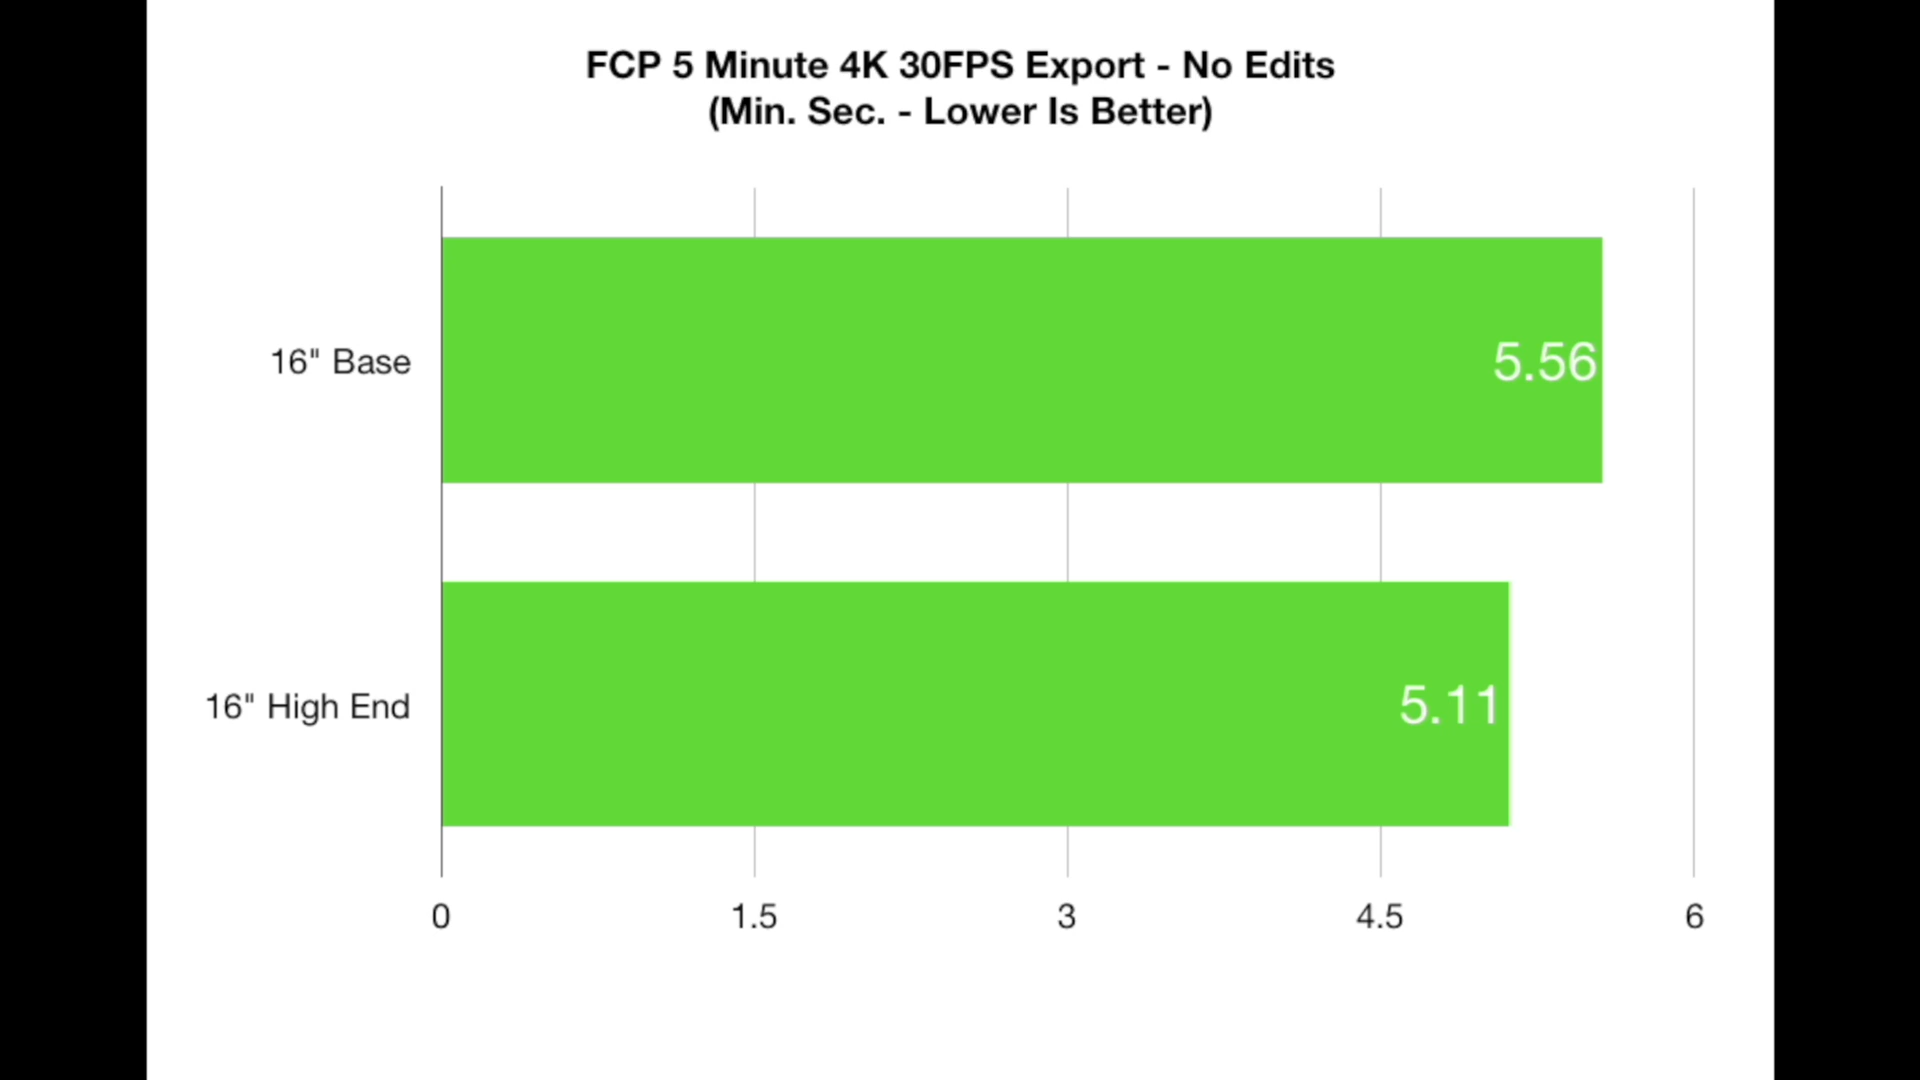 FCP 5 Minute 4K 30FPS Export - No Edits
(Min. Sec. - Lower Is Better)
16" Base
5.56
16" High End
5.11
0 1.5 3 4.5 6